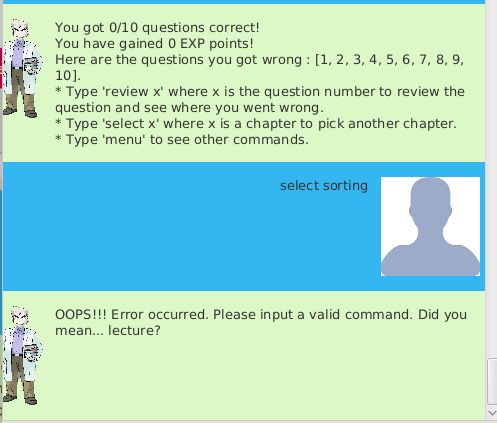 You got 0/10 questions correct!
You have gained 0 EXP points!
Here are the questions you got wrong : [1, 2, 3, 4, 5, 6, 7, 8, 9,
10].
* Type 'review x' where x is the question number to review the
question and see where you went wrong.
* Type 'select x' where x is a chapter to pick another chapter.
* Type 'menu' to see other commands.
select sorting
OOPS!!! Error occurred. Please input a valid command. Did you
mean... lecture?